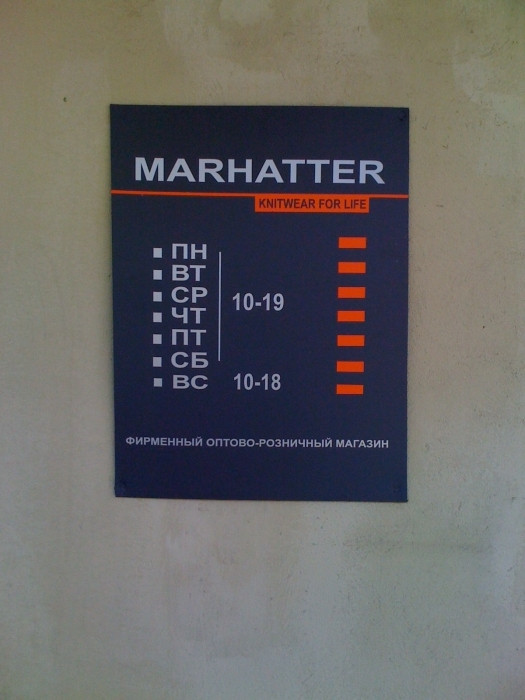 MARHATTER
KNITWEAR FOR LIFE
ПН
ВТ
СР
10-19
ЧТ
ПТ
СБ
ВС 10-18
ФИРМЕННЫЙ ОПТОВО-РОЗНИЧНЫЙ МАГАЗИН